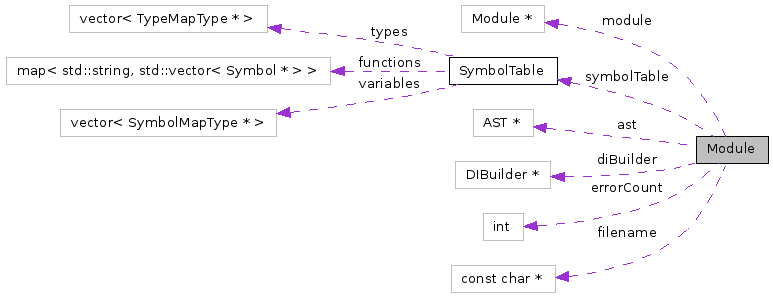 vector< TypeMapType * >
Module *
module
types
map< std::string, std::vector< Symbol * > >
functions
SymbolTable
symbolTable
variables
vector< SymbolMapType * >
AST *
ast
Module
DIBuilder *
diBuilder
errorCount
int
filename
const char *